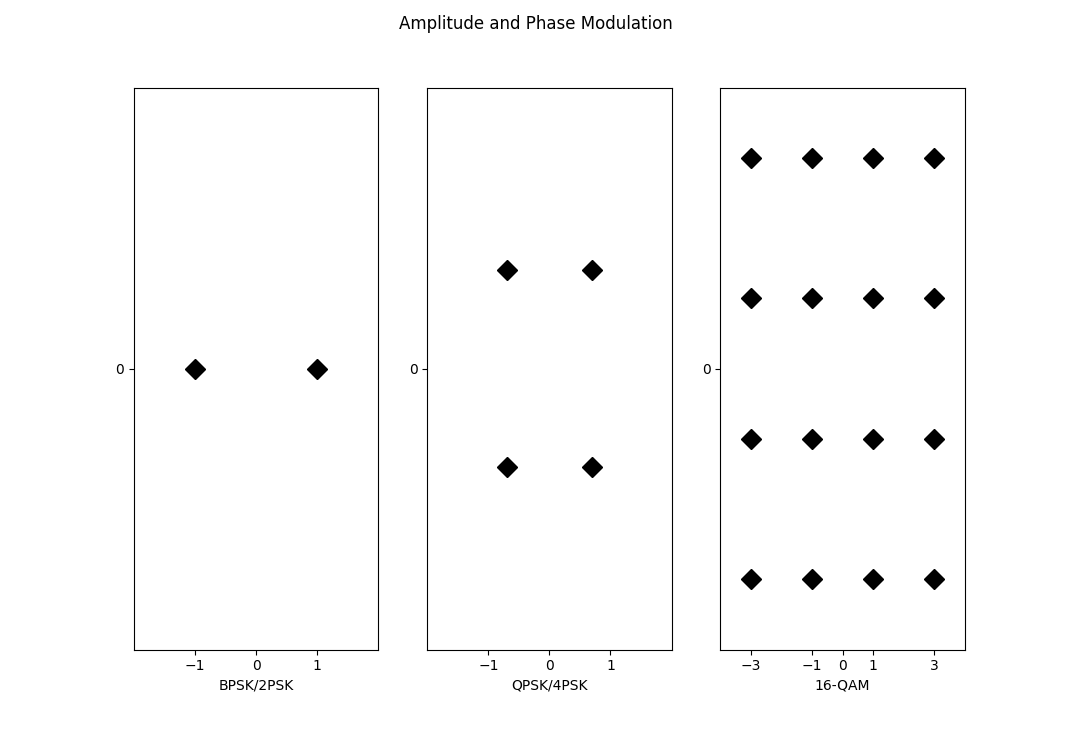 Amplitude and Phase Modulation
0
−1 0 1
BPSK/2PSK
0
−1 0 1
QPSK/4PSK
0
−3 −1 0 1 3
16-QAM